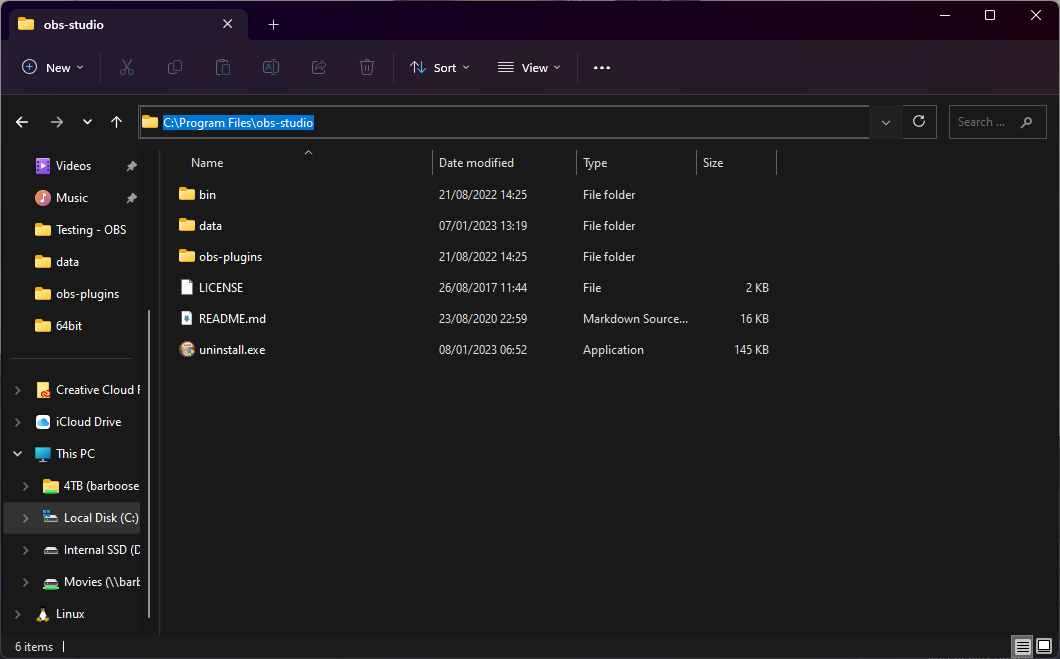 obs-studio
New
Sort
View
C:\Program Files\obs-studio
Search ...
Name Date modified Type Size
Videos
Music
Testing - OBS
data
obs-plugins
64bit
Creative Cloud F
iCloud Drive
This PC
4TB (barboose
Local Disk (C:)
Internal SSD (D
Movies (\\barb
Linux
bin 21/08/2022 14:25 File folder
data 07/01/2023 13:19 File folder
obs-plugins 21/08/2022 14:25 File folder
LICENSE 26/08/2017 11:44 File 2 KB
README.md 23/08/2020 22:59 Markdown Source... 16 KB
uninstall.exe 08/01/2023 06:52 Application 145 KB
6 items